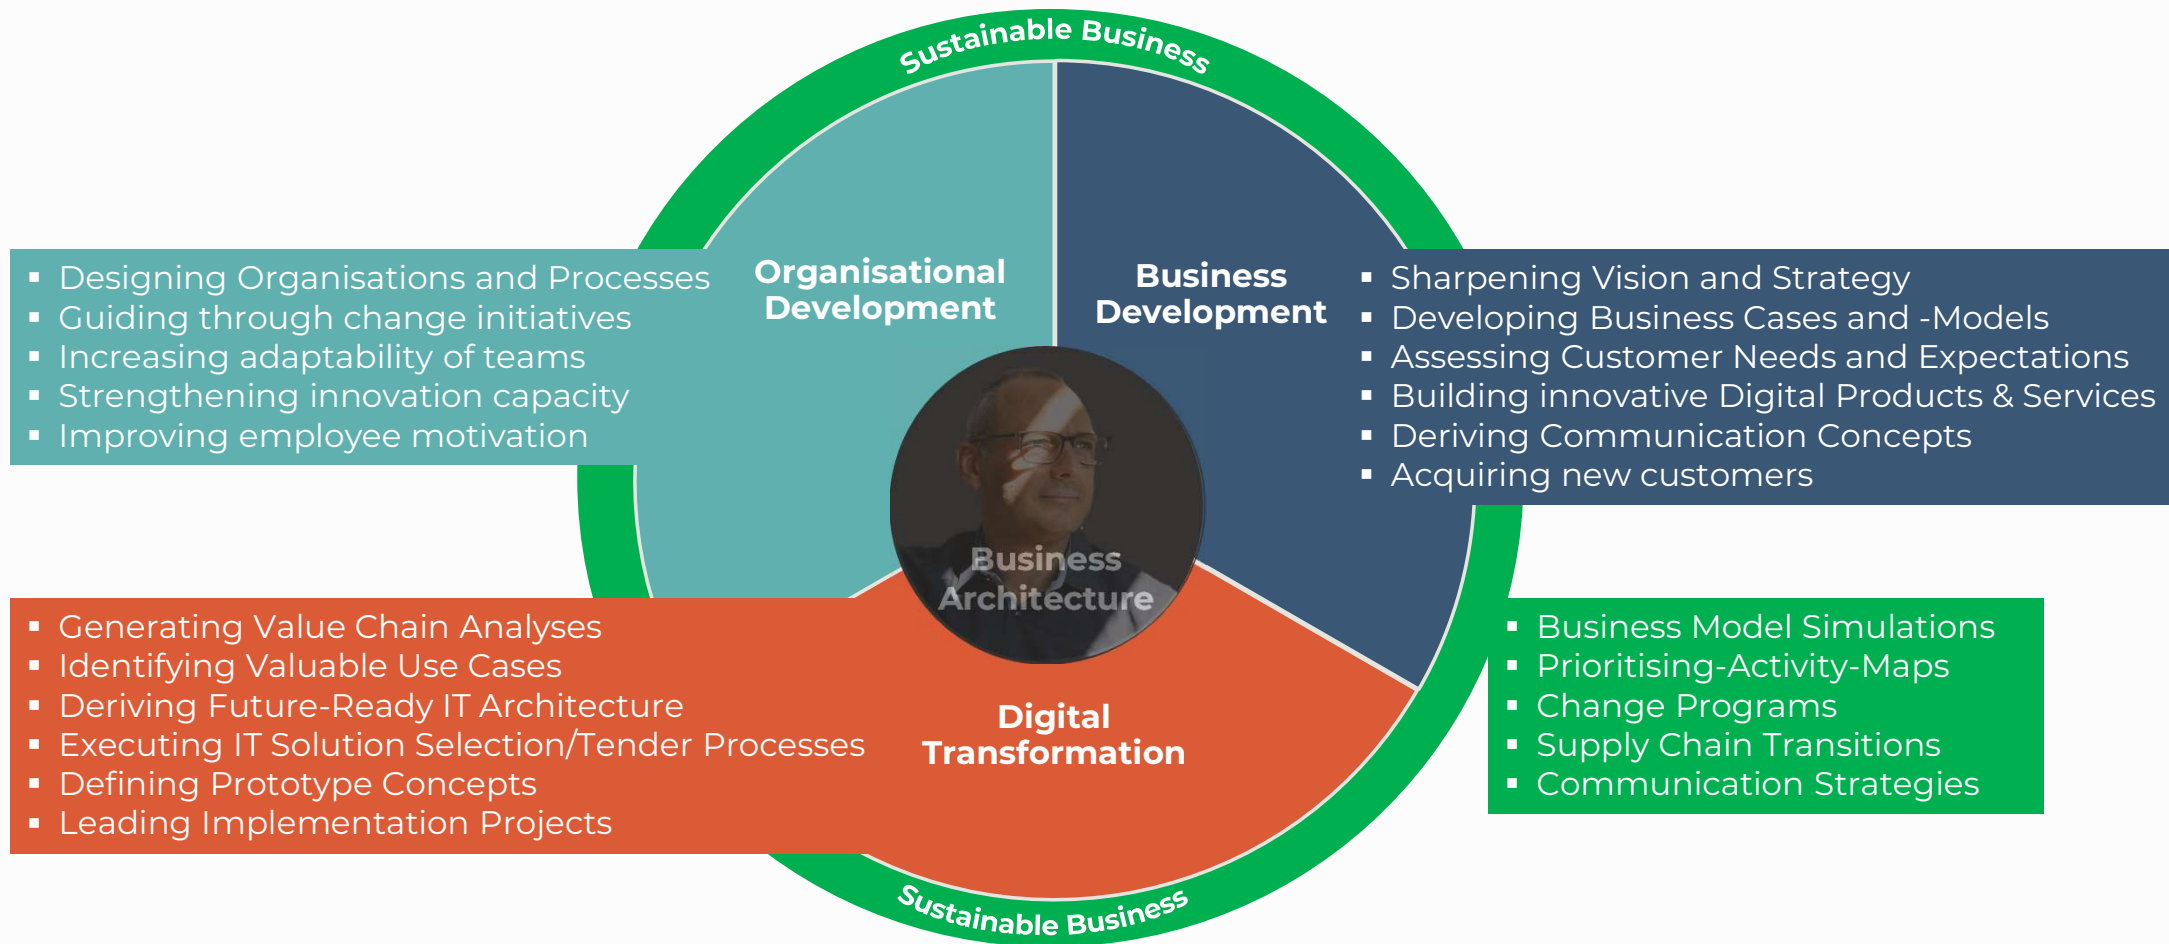 Sustainable Business
Organisational
Development
Business
Development
▪ Designing Organisations and Processes
▪ Guiding through change initiatives
▪ Increasing adaptability of teams
▪ Strengthening innovation capacity
▪ Improving employee motivation
▪ Sharpening Vision and Strategy
▪ Developing Business Cases and -Models
▪ Assessing Customer Needs and Expectations
▪ Building innovative Digital Products & Services
▪ Deriving Communication Concepts
▪ Acquiring new customers
Business
Architecture
▪ Generating Value Chain Analyses
▪ Identifying Valuable Use Cases
▪ Deriving Future-Ready IT Architecture
▪ Executing IT Solution Selection/Tender Processes
▪ Defining Prototype Concepts
▪ Leading Implementation Projects
Digital
Transformation
▪ Business Model Simulations
▪ Prioritising-Activity-Maps
▪ Change Programs
▪ Supply Chain Transitions
▪ Communication Strategies
Sustainable Business